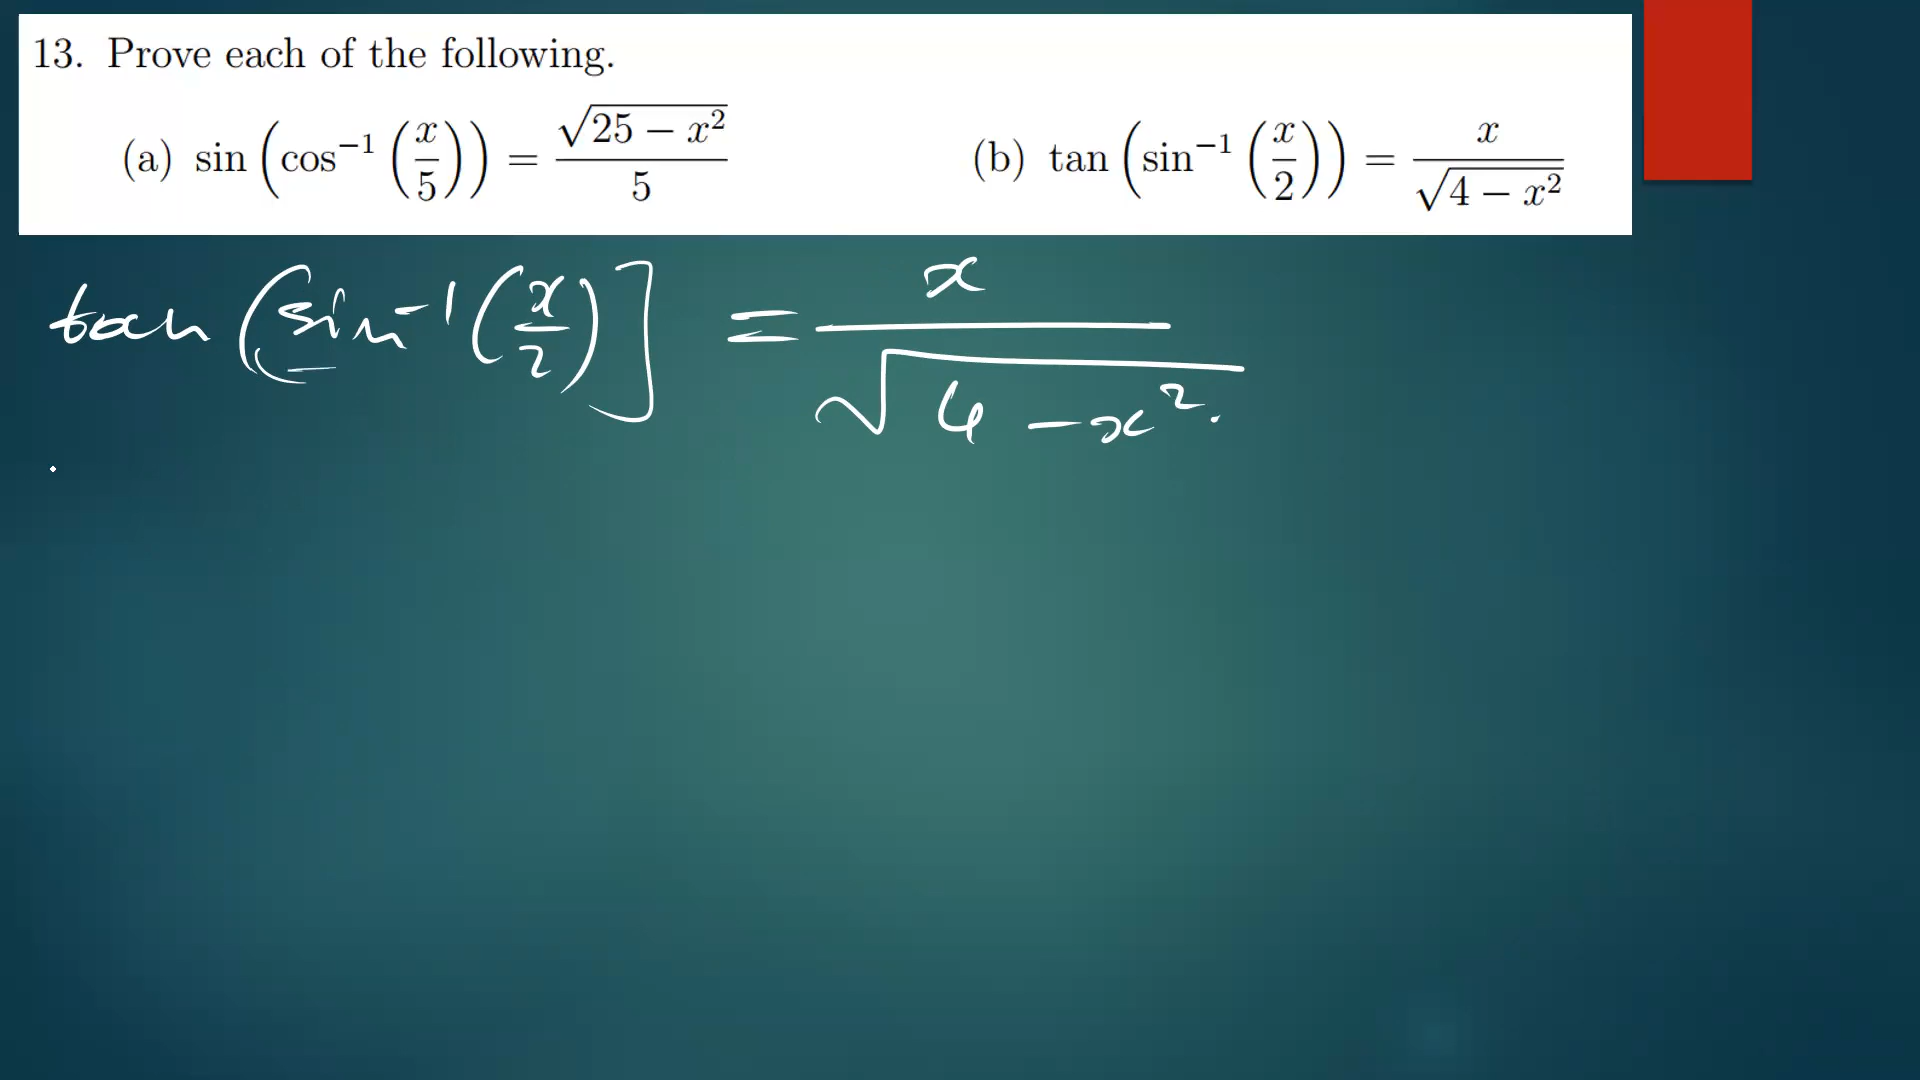 13. Prove each of the following.
(a) sin(cos⁻¹(x/5)) = √(25 − x²)/5 (b) tan(sin⁻¹(x/2)) = x/√(4 − x²)
tan(sin⁻¹(x/2)] = x/√(4 − x²).